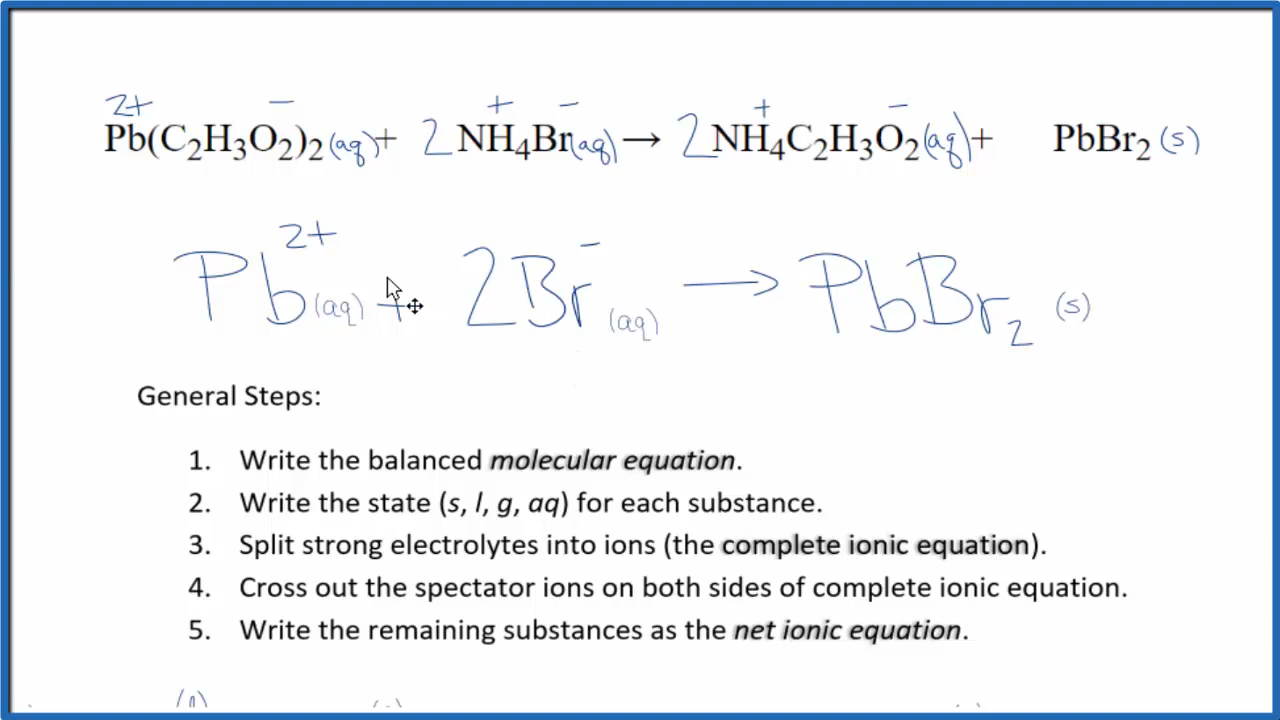 2+ − + − + −
Pb(C₂H₃O₂)₂(aq)+ 2 NH₄Br(aq) → 2 NH₄C₂H₃O₂(aq)+ PbBr₂(s)
Pb²⁺(aq) + 2Br⁻(aq) → PbBr₂ (s)
General Steps:
1. Write the balanced molecular equation.
2. Write the state (s, l, g, aq) for each substance.
3. Split strong electrolytes into ions (the complete ionic equation).
4. Cross out the spectator ions on both sides of complete ionic equation.
5. Write the remaining substances as the net ionic equation.